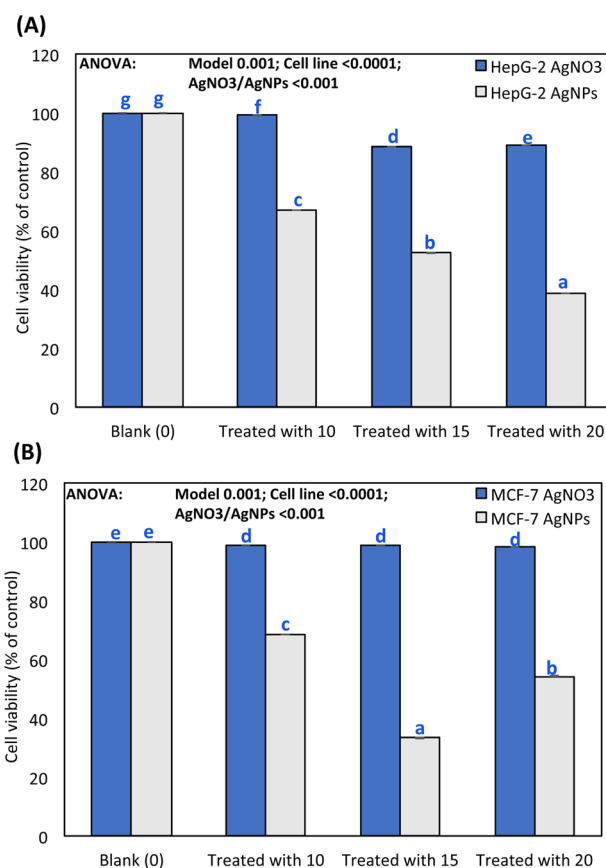 (A)
120
ANOVA: Model 0.001; Cell line <0.0001;
AgNO3/AgNPs <0.001
HepG-2 AgNO3
HepG-2 AgNPs
g g f d e
100
80
c
60
b
a
40
20
0
Cell viability (% of control)
Blank (0) Treated with 10 Treated with 15 Treated with 20
(B)
120
ANOVA: Model 0.001; Cell line <0.0001;
AgNO3/AgNPs <0.001
MCF-7 AgNO3
MCF-7 AgNPs
e e d d d
100
80
c
60
b
40
a
20
0
Cell viability (% of control)
Blank (0) Treated with 10 Treated with 15 Treated with 20